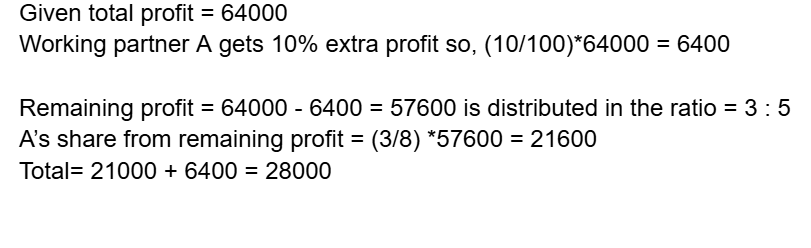 Given total profit = 64000
Working partner A gets 10% extra profit so, (10/100)*64000 = 6400
Remaining profit = 64000 - 6400 = 57600 is distributed in the ratio = 3 : 5
A’s share from remaining profit = (3/8) *57600 = 21600
Total= 21000 + 6400 = 28000